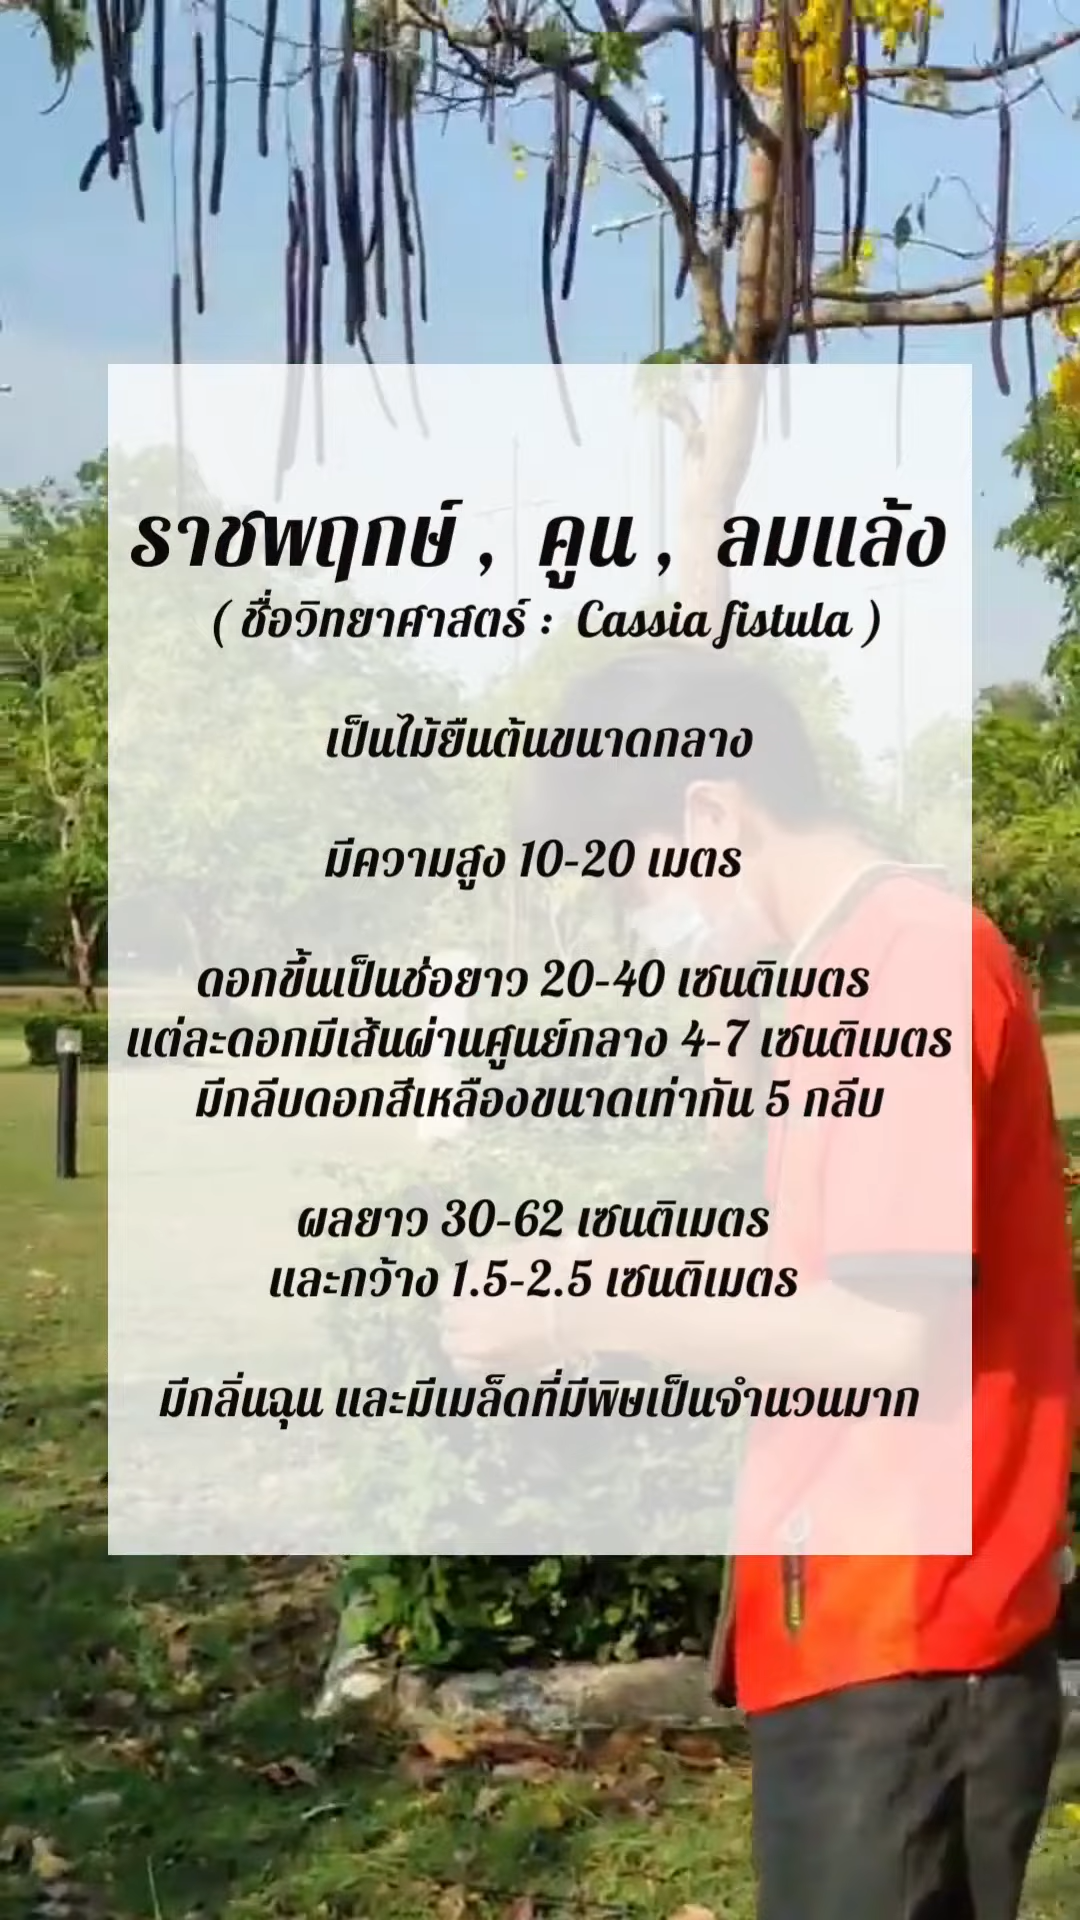 ราชพฤกษ์ , คูน , ลมแล้ง
( ชื่อวิทยาศาสตร์ : Cassia fistula )
เป็นไม้ยืนต้นขนาดกลาง
มีความสูง 10-20 เมตร
ดอกขึ้นเป็นช่อยาว 20-40 เซนติเมตร
แต่ละดอกมีเส้นผ่านศูนย์กลาง 4-7 เซนติเมตร
มีกลีบดอกสีเหลืองขนาดเท่ากัน 5 กลีบ
ผลยาว 30-62 เซนติเมตร
และกว้าง 1.5-2.5 เซนติเมตร
มีกลิ่นฉุน และมีเมล็ดที่มีพิษเป็นจำนวนมาก